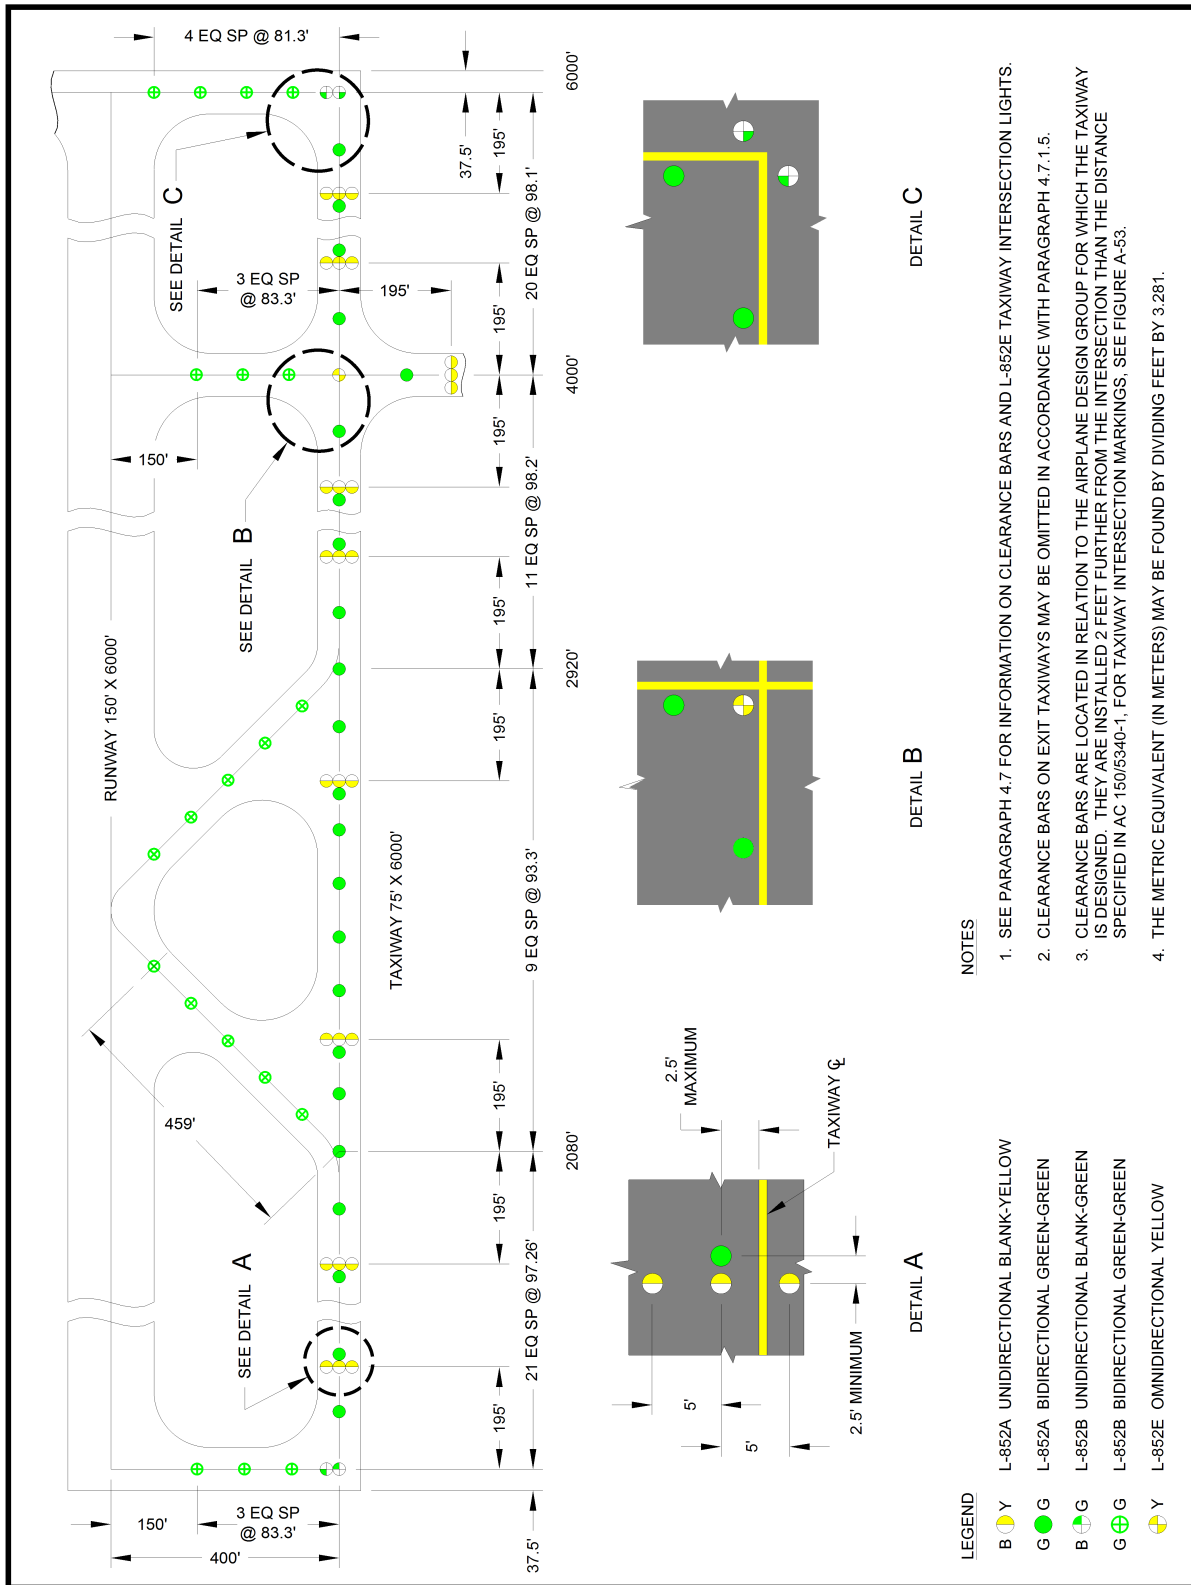 RUNWAY 150' X 6000'
TAXIWAY 75' X 6000'
150'
400'
3 EQ SP
@ 83.3'
37.5'
459'
SEE DETAIL A
SEE DETAIL B
SEE DETAIL C
150'
3 EQ SP
@ 83.3'
195'
4 EQ SP @ 81.3'
37.5'
195'
195'
195'
195'
195'
195'
195'
195'
21 EQ SP @ 97.26'
9 EQ SP @ 93.3'
11 EQ SP @ 98.2'
20 EQ SP @ 98.1'
2080'
2920'
4000'
6000'
5'
5'
2.5' MINIMUM
2.5'
MAXIMUM
TAXIWAY ℄
DETAIL A
DETAIL B
DETAIL C
LEGEND
B Y L-852A UNIDIRECTIONAL BLANK-YELLOW
G G L-852A BIDIRECTIONAL GREEN-GREEN
B G L-852B UNIDIRECTIONAL BLANK-GREEN
G G L-852B BIDIRECTIONAL GREEN-GREEN
Y L-852E OMNIDIRECTIONAL YELLOW
NOTES
1. SEE PARAGRAPH 4.7 FOR INFORMATION ON CLEARANCE BARS AND L-852E TAXIWAY INTERSECTION LIGHTS.
2. CLEARANCE BARS ON EXIT TAXIWAYS MAY BE OMITTED IN ACCORDANCE WITH PARAGRAPH 4.7.1.5.
3. CLEARANCE BARS ARE LOCATED IN RELATION TO THE AIRPLANE DESIGN GROUP FOR WHICH THE TAXIWAY
IS DESIGNED. THEY ARE INSTALLED 2 FEET FURTHER FROM THE INTERSECTION THAN THE DISTANCE
SPECIFIED IN AC 150/5340-1, FOR TAXIWAY INTERSECTION MARKINGS, SEE FIGURE A-53.
4. THE METRIC EQUIVALENT (IN METERS) MAY BE FOUND BY DIVIDING FEET BY 3.281.